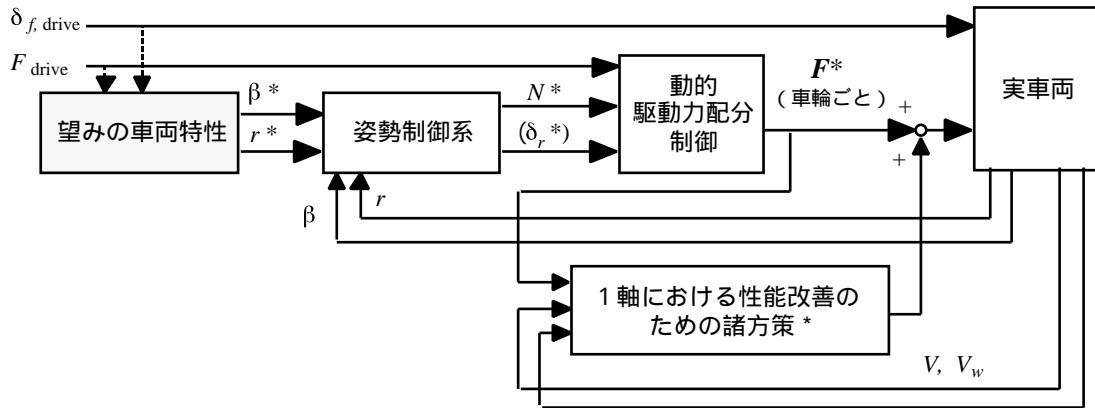 δ f, drive
F drive
望みの車両特性
β *
r *
姿勢制御系
N *
(δr *)
動的
駆動力配分
制御
F*
( 車輪ごと )
+
+
実車両
β
r
1 軸における性能改善の
ための諸方策 *
V, Vw